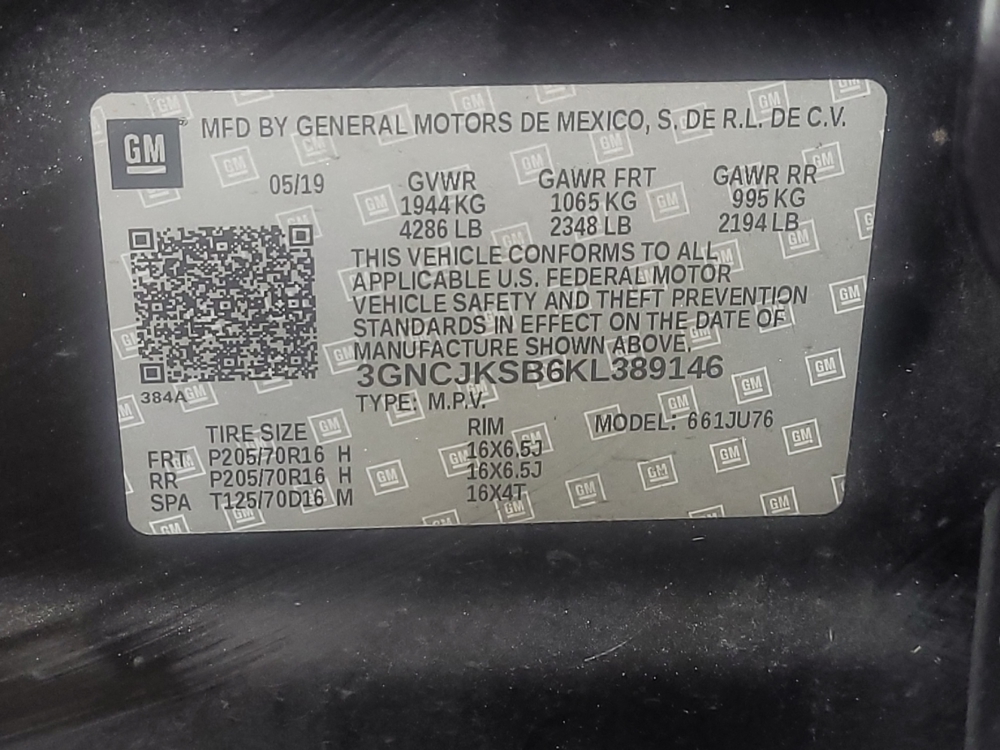 GM MFD BY GENERAL MOTORS DE MEXICO, S. DE R.L. DE C.V.
05/19 GVWR GAWR FRT GAWR RR
1944 KG 1065 KG 995 KG
4286 LB 2348 LB 2194 LB
THIS VEHICLE CONFORMS TO ALL
APPLICABLE U.S. FEDERAL MOTOR
VEHICLE SAFETY AND THEFT PREVENTION
STANDARDS IN EFFECT ON THE DATE OF
MANUFACTURE SHOWN ABOVE.
3GNCJKSB6KL389146
384A
TYPE: M.P.V.
TIRE SIZE RIM MODEL: 661JU76
FRT P205/70R16 H 16X6.5J
RR P205/70R16 H 16X6.5J
SPA T125/70D16 M 16X4T